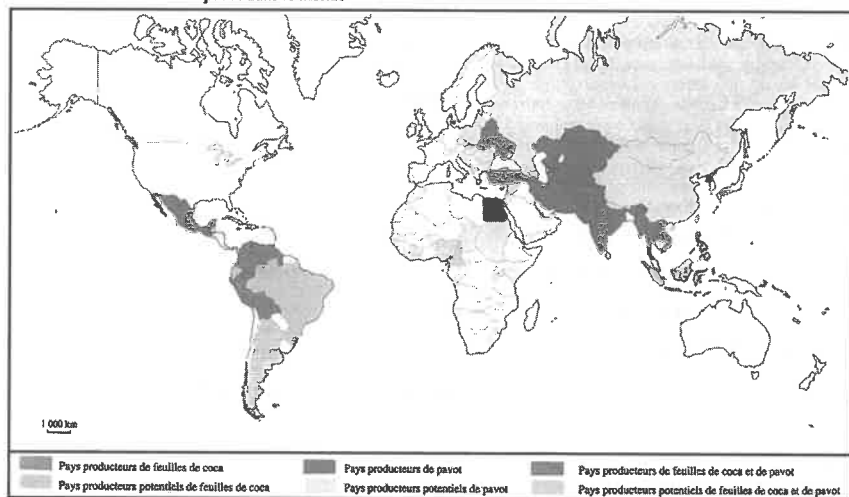 1 000 km
Pays producteurs de feuilles de coca
Pays producteurs de pavot
Pays producteurs de feuilles de coca et de pavot
Pays producteurs potentiels de feuilles de coca
Pays producteurs potentiels de pavot
Pays producteurs potentiels de feuilles de coca et de pavot